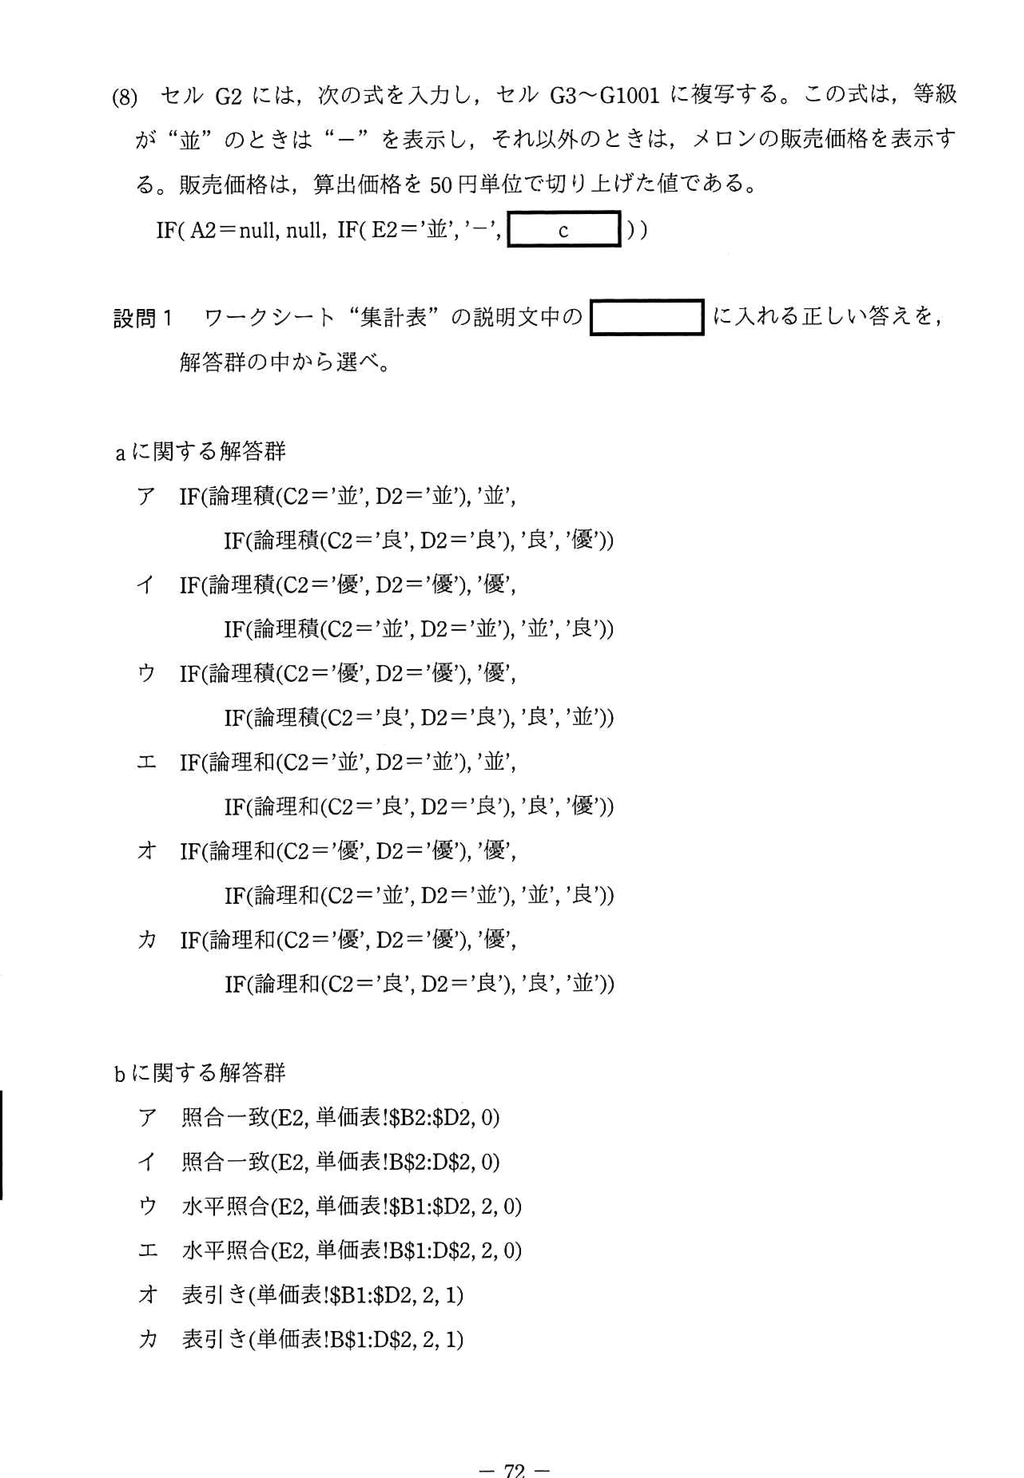 (8) セル G2 には，次の式を入力し，セル G3～G1001 に複写する。この式は，等級
が“並”のときは“－”を表示し，それ以外のときは，メロンの販売価格を表示す
る。販売価格は，算出価格を 50 円単位で切り上げた値である。
IF( A2＝null, null, IF( E2＝'並', '－', c ))
設問1 ワークシート“集計表”の説明文中の に入れる正しい答えを，
解答群の中から選べ。
a に関する解答群
ア IF(論理積(C2＝'並', D2＝'並'), '並',
IF(論理積(C2＝'良', D2＝'良'), '良', '優'))
イ IF(論理積(C2＝'優', D2＝'優'), '優',
IF(論理積(C2＝'並', D2＝'並'), '並', '良'))
ウ IF(論理積(C2＝'優', D2＝'優'), '優',
IF(論理積(C2＝'良', D2＝'良'), '良', '並'))
エ IF(論理和(C2＝'並', D2＝'並'), '並',
IF(論理和(C2＝'良', D2＝'良'), '良', '優'))
オ IF(論理和(C2＝'優', D2＝'優'), '優',
IF(論理和(C2＝'並', D2＝'並'), '並', '良'))
カ IF(論理和(C2＝'優', D2＝'優'), '優',
IF(論理和(C2＝'良', D2＝'良'), '良', '並'))
b に関する解答群
ア 照合一致(E2, 単価表!$B2:$D2, 0)
イ 照合一致(E2, 単価表!B$2:D$2, 0)
ウ 水平照合(E2, 単価表!$B1:$D2, 2, 0)
エ 水平照合(E2, 単価表!B$1:D$2, 2, 0)
オ 表引き(単価表!$B1:$D2, 2, 1)
カ 表引き(単価表!B$1:D$2, 2, 1)
－ 72 －